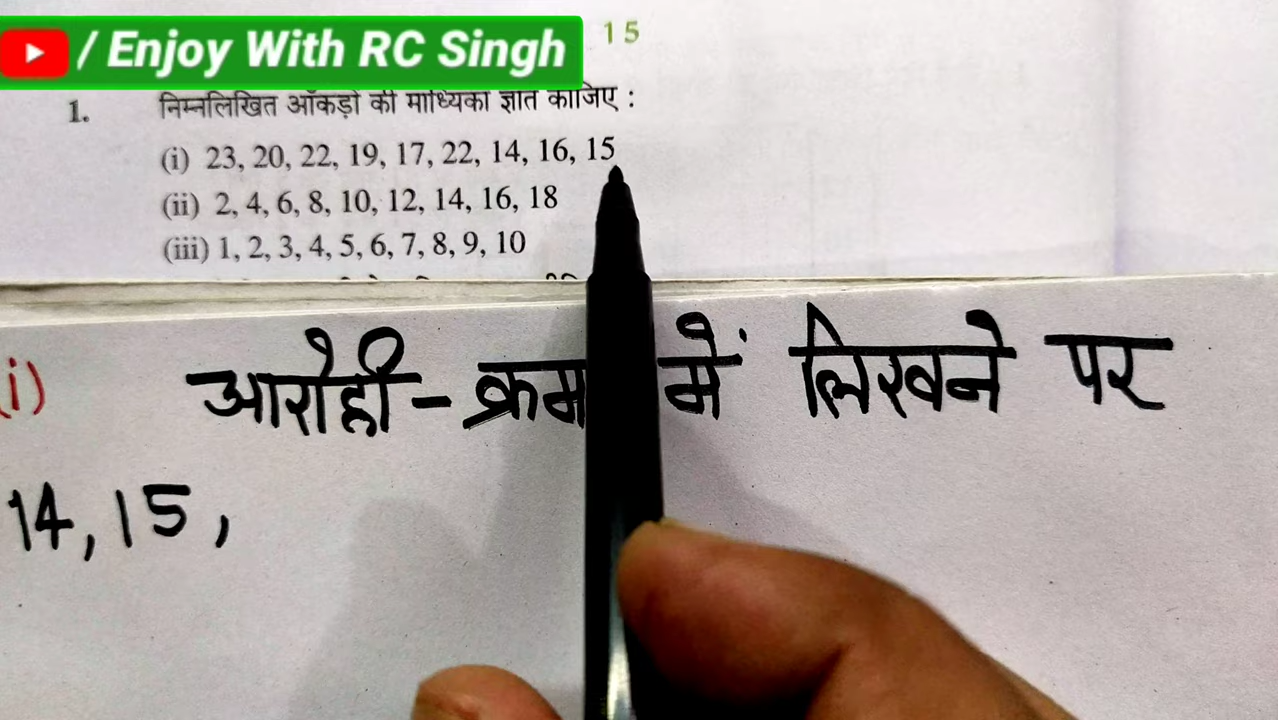 / Enjoy With RC Singh
15
1. निम्नलिखित आँकड़ों की माध्यिका ज्ञात कीजिए :
(i) 23, 20, 22, 19, 17, 22, 14, 16, 15
(ii) 2, 4, 6, 8, 10, 12, 14, 16, 18
(iii) 1, 2, 3, 4, 5, 6, 7, 8, 9, 10
(i) आरोही - क्रम में लिखने पर
14, 15,